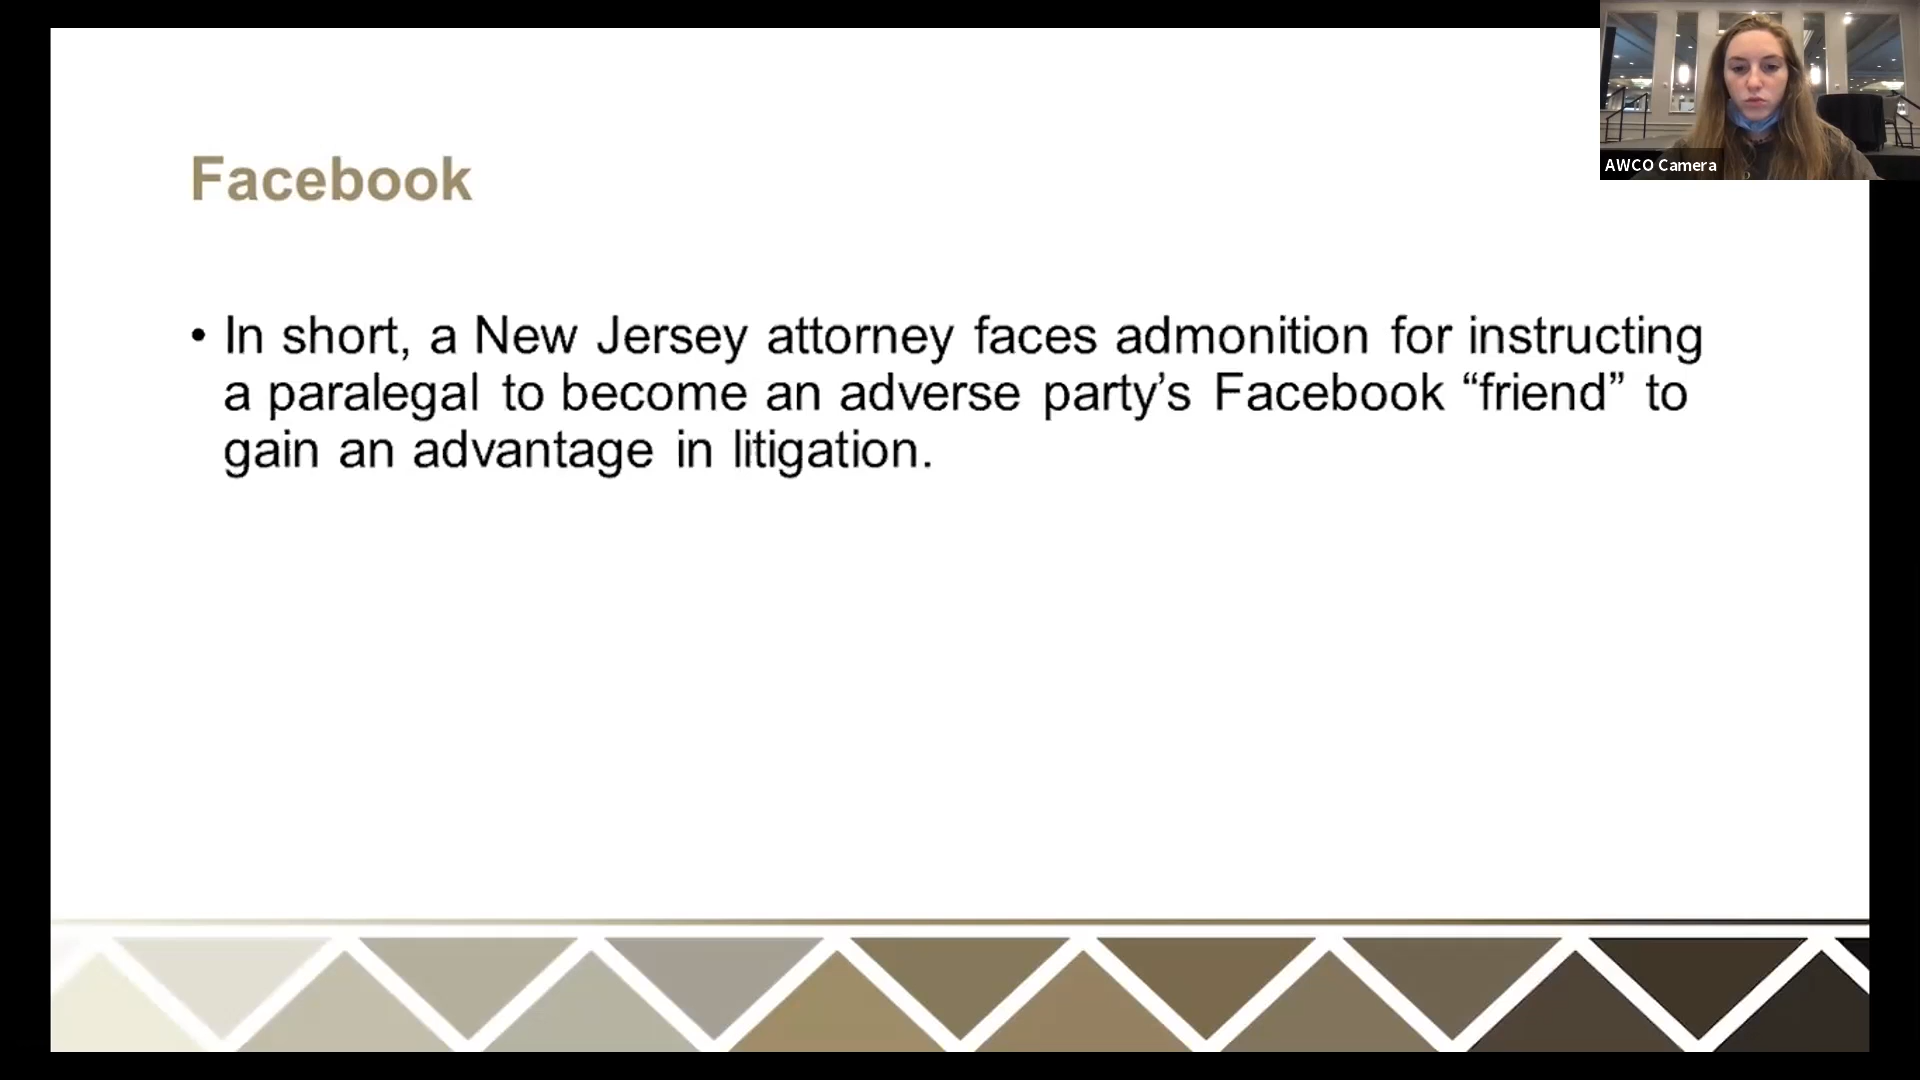 Facebook
• In short, a New Jersey attorney faces admonition for instructing
a paralegal to become an adverse party’s Facebook “friend” to
gain an advantage in litigation.
AWCO Camera